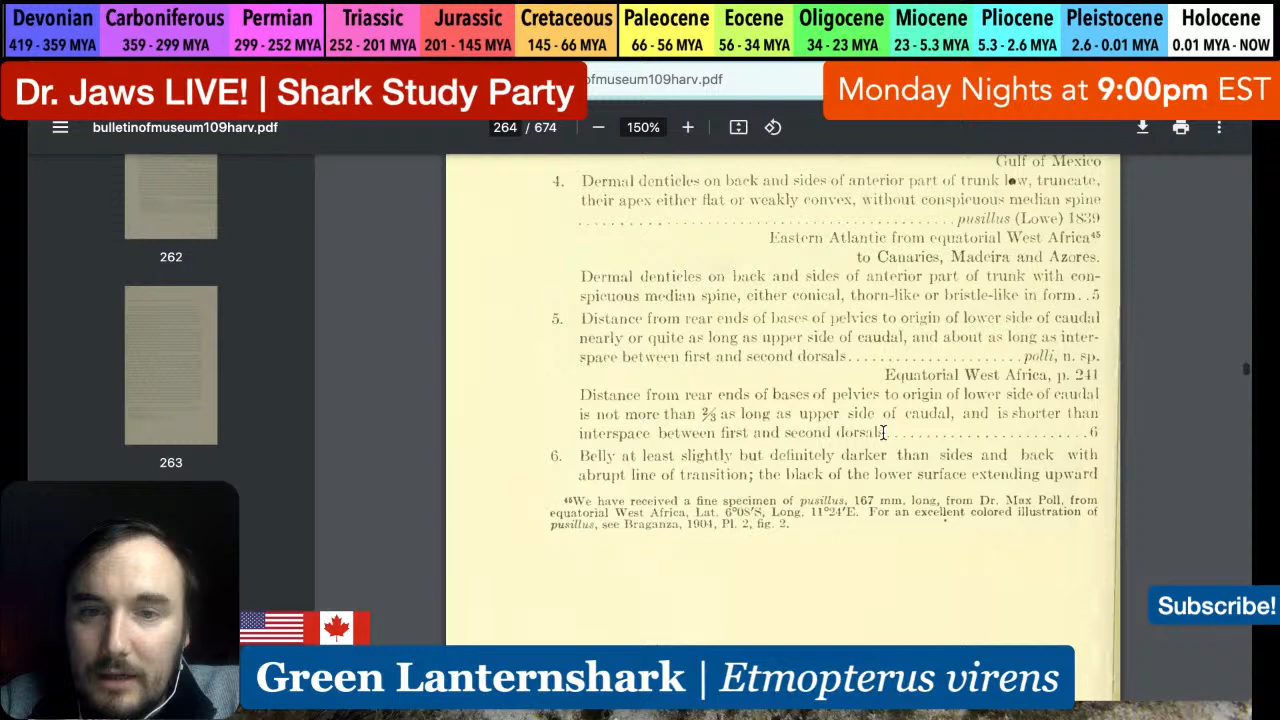 Devonian Carboniferous Permian Triassic Jurassic Cretaceous Paleocene Eocene Oligocene Miocene Pliocene Pleistocene Holocene
419 - 359 MYA 359 - 299 MYA 299 - 252 MYA 252 - 201 MYA 201 - 145 MYA 145 - 66 MYA 66 - 56 MYA 56 - 34 MYA 34 - 23 MYA 23 - 5.3 MYA 5.3 - 2.6 MYA 2.6 - 0.01 MYA 0.01 MYA - NOW
Dr. Jaws LIVE! | Shark Study Party
ofmuseum109harv.pdf
Monday Nights at 9:00pm EST
bulletinofmuseum109harv.pdf
264 / 674
150%
Gulf of Mexico
4. Dermal denticles on back and sides of anterior part of trunk low, truncate,
their apex either flat or weakly convex, without conspicuous median spine
........................................ pusillus (Lowe) 1839
Eastern Atlantic from equatorial West Africa⁴⁵
to Canaries, Madeira and Azores.
Dermal denticles on back and sides of anterior part of trunk with con-
spicuous median spine, either conical, thorn-like or bristle-like in form..5
5. Distance from rear ends of bases of pelvics to origin of lower side of caudal
nearly or quite as long as upper side of caudal, and about as long as inter-
space between first and second dorsals.................... polli, n. sp.
Equatorial West Africa, p. 241
Distance from rear ends of bases of pelvics to origin of lower side of caudal
is not more than ⅔ as long as upper side of caudal, and is shorter than
interspace between first and second dorsals........................6
6. Belly at least slightly but definitely darker than sides and back with
abrupt line of transition; the black of the lower surface extending upward
⁴⁵We have received a fine specimen of pusillus, 167 mm, long, from Dr. Max Poll, from
equatorial West Africa, Lat. 6°08'S, Long. 11°24'E. For an excellent colored illustration of
pusillus, see Braganza, 1904, Pl. 2, fig. 2.
262
263
Subscribe!
Green Lanternshark | Etmopterus virens